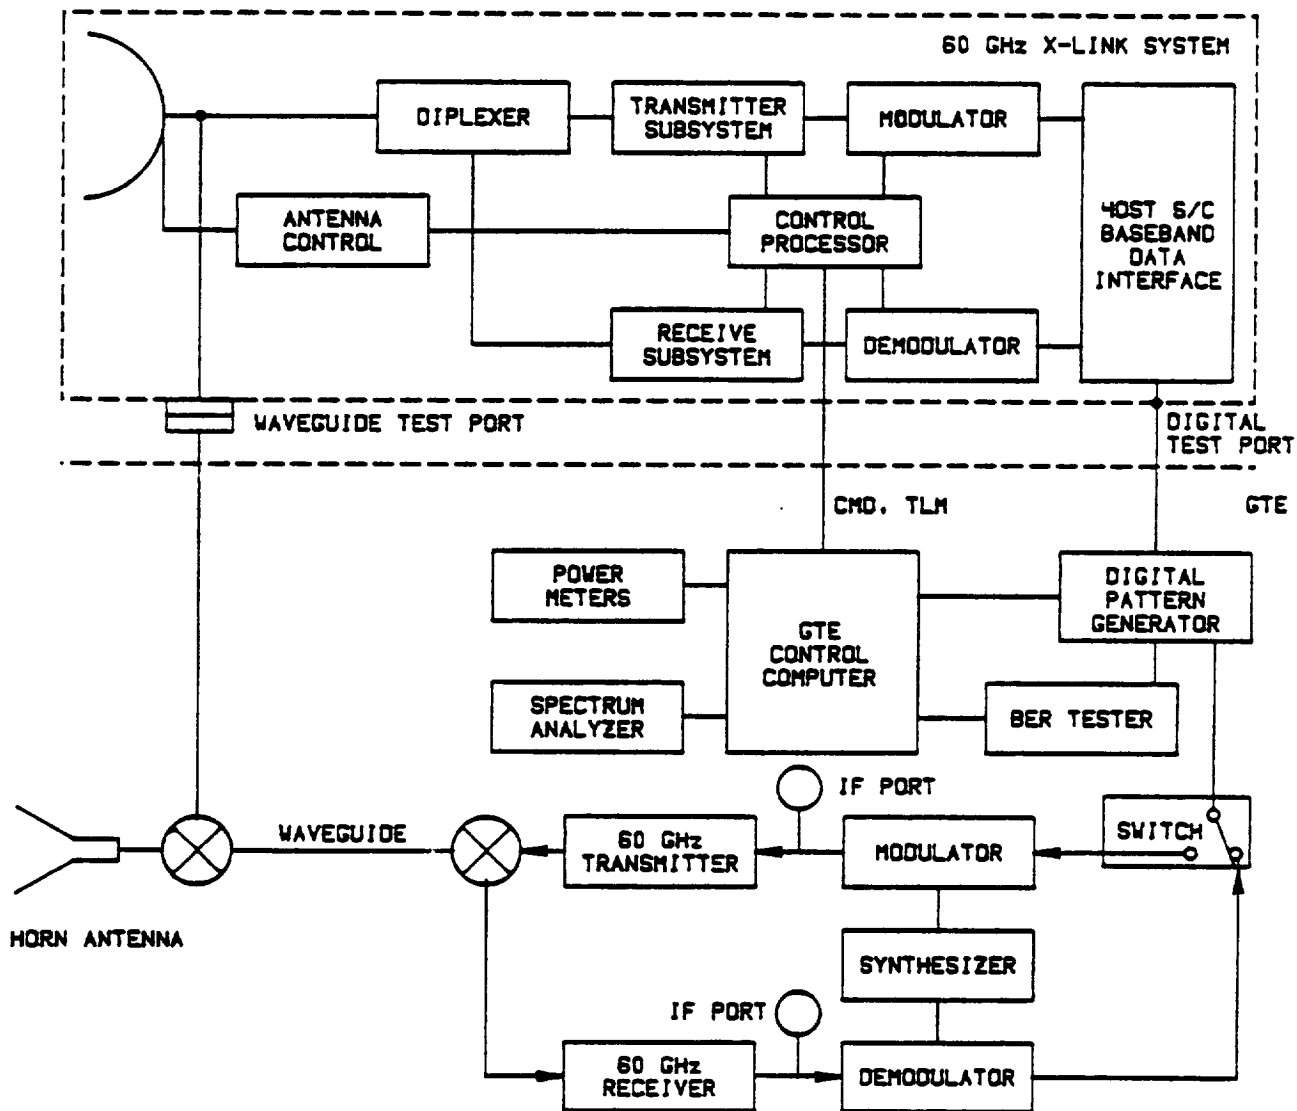 60 GHz X-LINK SYSTEM
DIPLEXER
TRANSMITTER
SUBSYSTEM
MODULATOR
ANTENNA
CONTROL
CONTROL
PROCESSOR
HOST S/C
BASEBAND
DATA
INTERFACE
RECEIVE
SUBSYSTEM
DEMODULATOR
WAVEGUIDE TEST PORT
DIGITAL
TEST PORT
CMD. TLM
GTE
POWER
METERS
GTE
CONTROL
COMPUTER
DIGITAL
PATTERN
GENERATOR
SPECTRUM
ANALYZER
BER TESTER
IF PORT
WAVEGUIDE
60 GHz
TRANSMITTER
MODULATOR
SWITCH
HORN ANTENNA
SYNTHESIZER
IF PORT
60 GHz
RECEIVER
DEMODULATOR